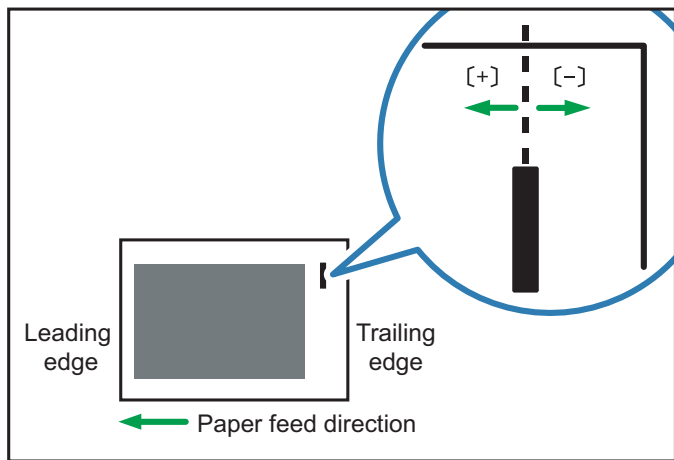 〔+〕 〔−〕
Leading
edge
Trailing
edge
Paper feed direction